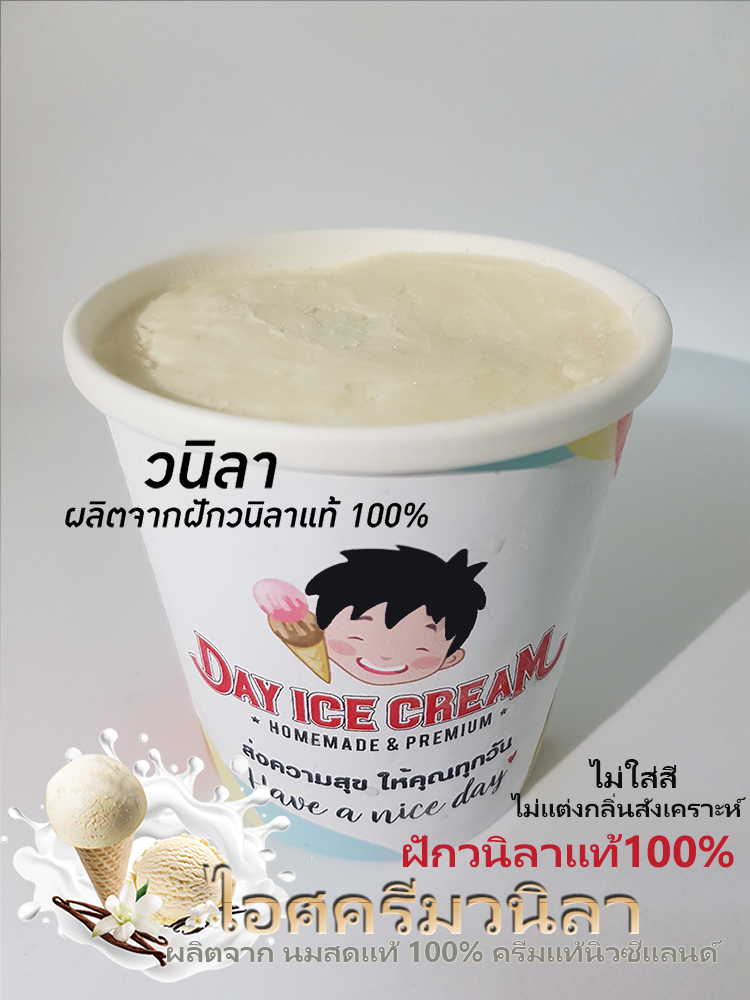 วนิลา
ผลิตจากฝักวนิลาแท้ 100%
DAY ICE CREAM
HOMEMADE & PREMIUM
ส่งความสุข ให้คุณทุกวัน
Have a nice day
ไม่ใส่สี
ไม่แต่งกลิ่นสังเคราะห์
ฝักวนิลาแท้100%
ไอศครีมวนิลา
ผลิตจาก นมสดแท้ 100% ครีมแท้นิวซีแลนด์